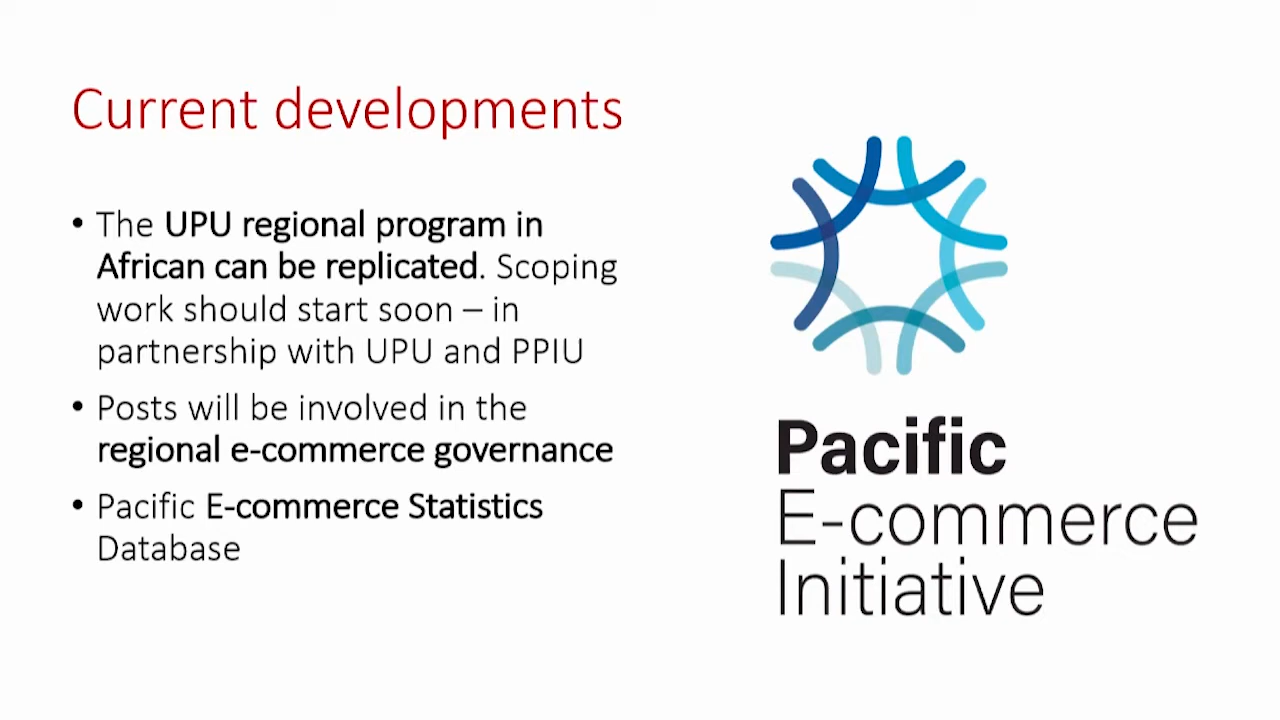 Current developments
• The UPU regional program in
African can be replicated. Scoping
work should start soon – in
partnership with UPU and PPIU
• Posts will be involved in the
regional e-commerce governance
• Pacific E-commerce Statistics
Database
Pacific
E-commerce
Initiative